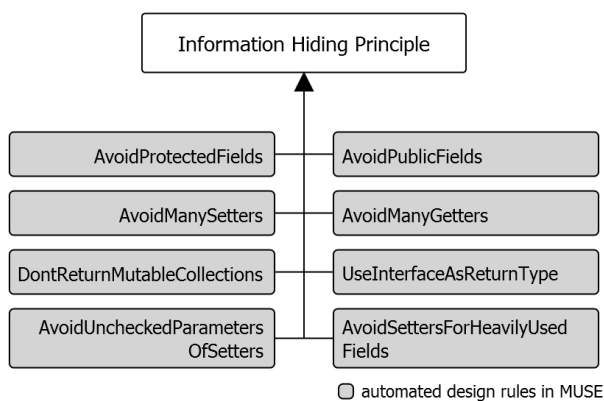 Information Hiding Principle
AvoidProtectedFields
AvoidPublicFields
AvoidManySetters
AvoidManyGetters
DontReturnMutableCollections
UseInterfaceAsReturnType
AvoidUncheckedParameters
OfSetters
AvoidSettersForHeavilyUsed
Fields
automated design rules in MUSE